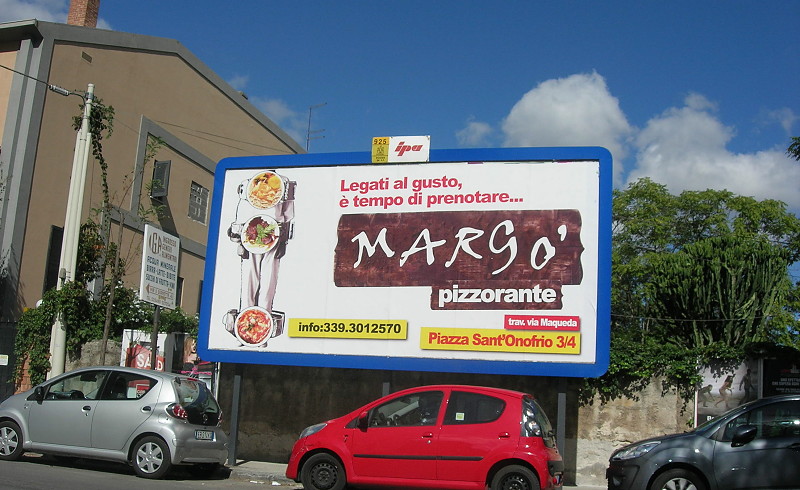 925
ipa
Legati al gusto,
è tempo di prenotare...
MARGO'
pizzorante
trav. via Maqueda
info:339.3012570
Piazza Sant'Onofrio 3/4